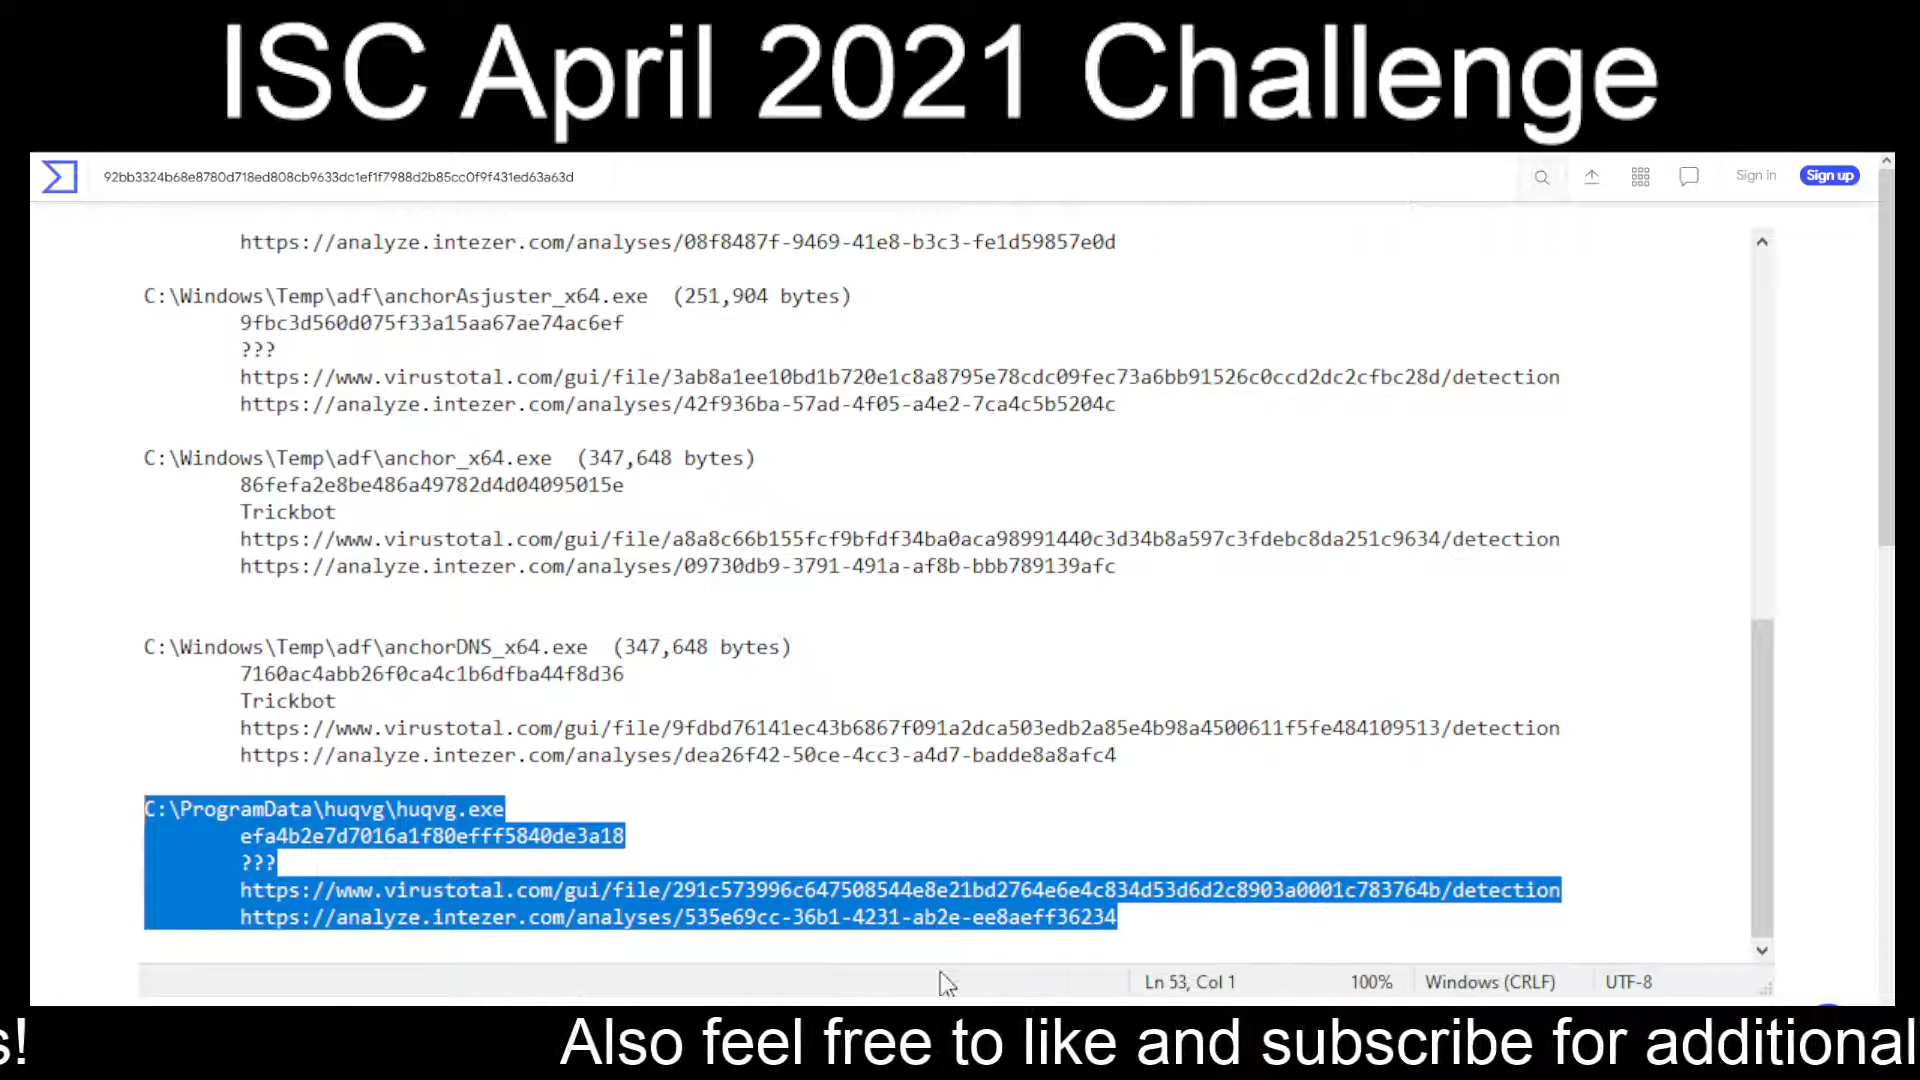 ISC April 2021 Challenge
92bb3324b68e8780d718ed808cb9633dc1ef1f7988d2b85cc0f9f431ed63a63d
Sign in
Sign up
https://analyze.intezer.com/analyses/08f8487f-9469-41e8-b3c3-fe1d59857e0d
C:\Windows\Temp\adf\anchorAsjuster_x64.exe (251,904 bytes)
9fbc3d560d075f33a15aa67ae74ac6ef
???
https://www.virustotal.com/gui/file/3ab8a1ee10bd1b720e1c8a8795e78cdc09fec73a6bb91526c0ccd2dc2cfbc28d/detection
https://analyze.intezer.com/analyses/42f936ba-57ad-4f05-a4e2-7ca4c5b5204c
C:\Windows\Temp\adf\anchor_x64.exe (347,648 bytes)
86fefa2e8be486a49782d4d04095015e
Trickbot
https://www.virustotal.com/gui/file/a8a8c66b155fcf9bfdf34ba0aca98991440c3d34b8a597c3fdebc8da251c9634/detection
https://analyze.intezer.com/analyses/09730db9-3791-491a-af8b-bbb789139afc
C:\Windows\Temp\adf\anchorDNS_x64.exe (347,648 bytes)
7160ac4abb26f0ca4c1b6dfba44f8d36
Trickbot
https://www.virustotal.com/gui/file/9fdbd76141ec43b6867f091a2dca503edb2a85e4b98a4500611f5fe484109513/detection
https://analyze.intezer.com/analyses/dea26f42-50ce-4cc3-a4d7-badde8a8afc4
C:\ProgramData\huqvg\huqvg.exe
efa4b2e7d7016a1f80efff5840de3a18
???
https://www.virustotal.com/gui/file/291c573996c647508544e8e21bd2764e6e4c834d53d6d2c8903a0001c783764b/detection
https://analyze.intezer.com/analyses/535e69cc-36b1-4231-ab2e-ee8aeff36234
Ln 53, Col 1
100%
Windows (CRLF)
UTF-8
s! Also feel free to like and subscribe for additional